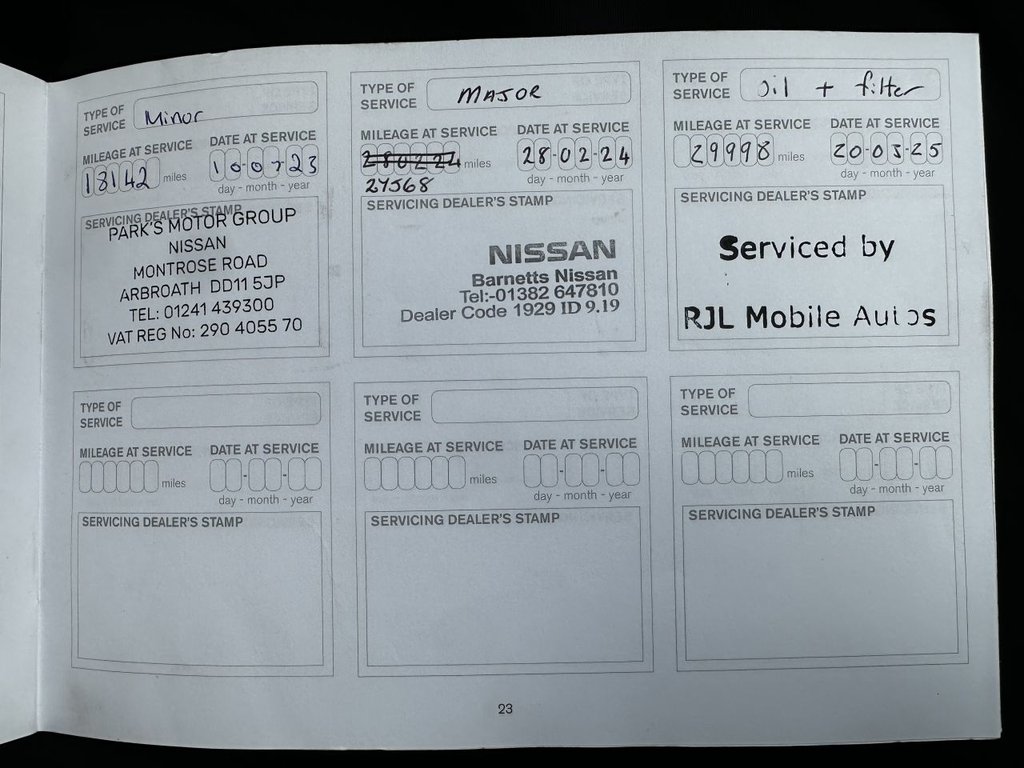 TYPE OF SERVICE Minor
MILEAGE AT SERVICE DATE AT SERVICE
18142 miles 10-07-23
day - month - year
SERVICING DEALER'S STAMP
PARK'S MOTOR GROUP
NISSAN
MONTROSE ROAD
ARBROATH DD11 5JP
TEL: 01241 439300
VAT REG No: 290 4055 70
TYPE OF SERVICE MAJOR
MILEAGE AT SERVICE DATE AT SERVICE
280224 miles 28-02-24
24568
day - month - year
SERVICING DEALER'S STAMP
NISSAN
Barnetts Nissan
Tel:-01382 647810
Dealer Code 1929 ID 9.19
TYPE OF SERVICE Oil + filter
MILEAGE AT SERVICE DATE AT SERVICE
29998 miles 20-03-25
day - month - year
SERVICING DEALER'S STAMP
Serviced by
RJL Mobile Autos
TYPE OF SERVICE
MILEAGE AT SERVICE DATE AT SERVICE
miles
day - month - year
SERVICING DEALER'S STAMP
TYPE OF SERVICE
MILEAGE AT SERVICE DATE AT SERVICE
miles
day - month - year
SERVICING DEALER'S STAMP
TYPE OF SERVICE
MILEAGE AT SERVICE DATE AT SERVICE
miles
day - month - year
SERVICING DEALER'S STAMP
23